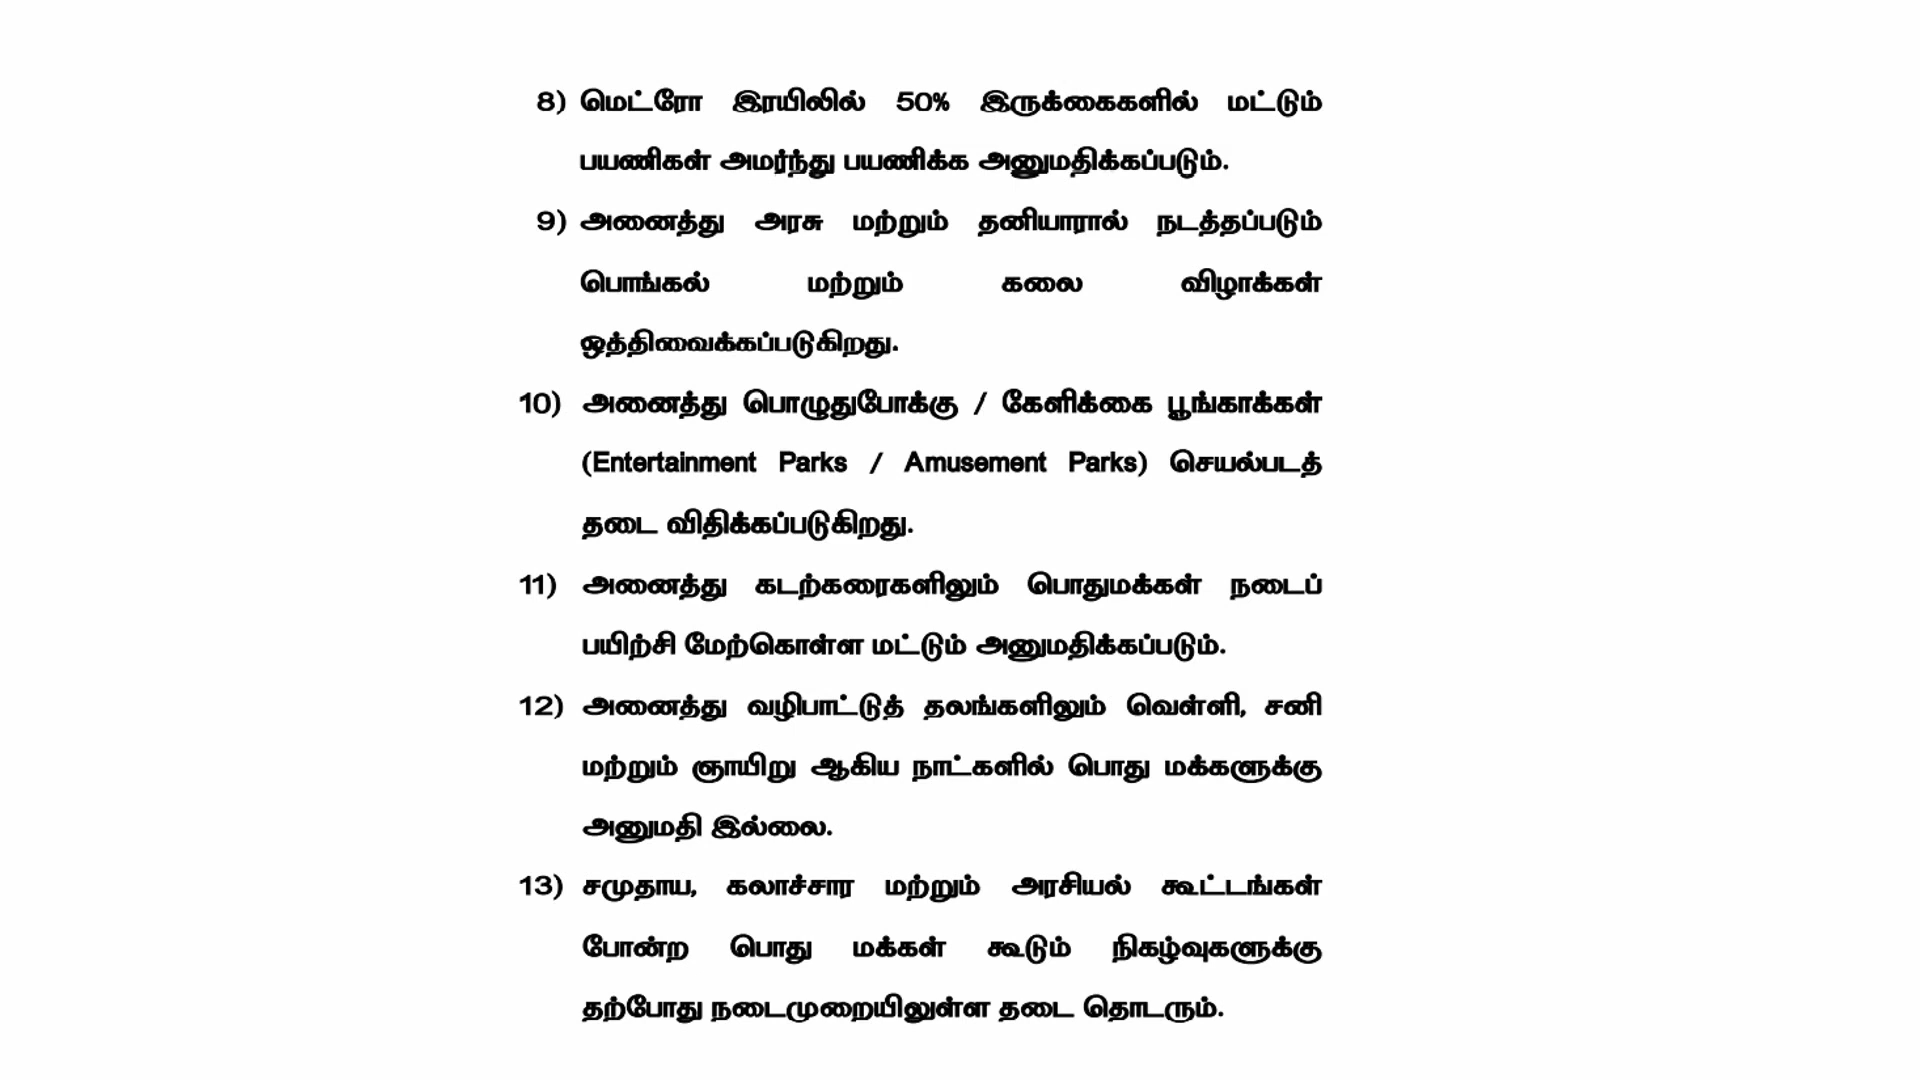 8) மெட்ரோ இரயிலில் 50% இருக்கைகளில் மட்டும்
பயணிகள் அமர்ந்து பயணிக்க அனுமதிக்கப்படும்.
9) அனைத்து அரசு மற்றும் தனியாரால் நடத்தப்படும்
பொங்கல் மற்றும் கலை விழாக்கள்
ஒத்திவைக்கப்படுகிறது.
10) அனைத்து பொழுதுபோக்கு / கேளிக்கை பூங்காக்கள்
(Entertainment Parks / Amusement Parks) செயல்படத்
தடை விதிக்கப்படுகிறது.
11) அனைத்து கடற்கரைகளிலும் பொதுமக்கள் நடைப்
பயிற்சி மேற்கொள்ள மட்டும் அனுமதிக்கப்படும்.
12) அனைத்து வழிபாட்டுத் தலங்களிலும் வெள்ளி, சனி
மற்றும் ஞாயிறு ஆகிய நாட்களில் பொது மக்களுக்கு
அனுமதி இல்லை.
13) சமுதாய, கலாச்சார மற்றும் அரசியல் கூட்டங்கள்
போன்ற பொது மக்கள் கூடும் நிகழ்வுகளுக்கு
தற்போது நடைமுறையிலுள்ள தடை தொடரும்.